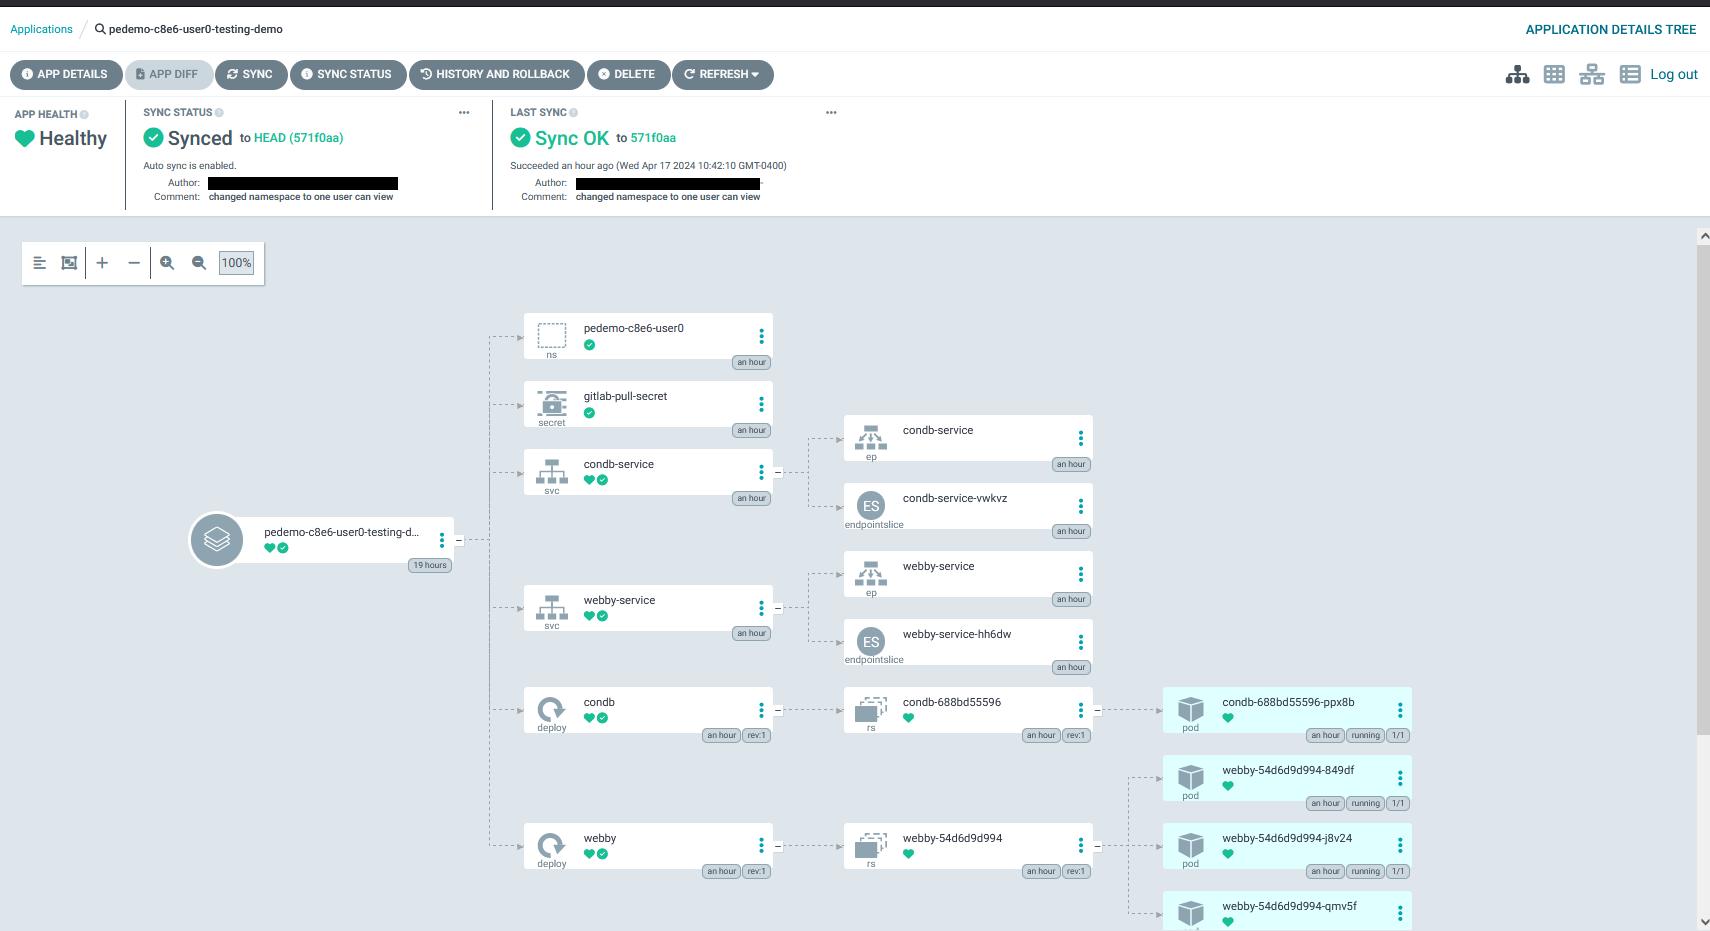 Applications / pedemo-c8e6-user0-testing-demo
APPLICATION DETAILS TREE
APP DETAILS
APP DIFF
SYNC
SYNC STATUS
HISTORY AND ROLLBACK
DELETE
REFRESH
Log out
APP HEALTH
Healthy
SYNC STATUS
Synced to HEAD (571f0aa)
Auto sync is enabled.
Author:
Comment: changed namespace to one user can view
LAST SYNC
Sync OK to 571f0aa
Succeeded an hour ago (Wed Apr 17 2024 10:42:10 GMT-0400)
Author:
Comment: changed namespace to one user can view
100%
pedemo-c8e6-user0-testing-d...
19 hours
pedemo-c8e6-user0
ns
an hour
gitlab-pull-secret
secret
an hour
condb-service
svc
an hour
condb-service
ep
an hour
ES
condb-service-vwkvz
endpointslice
an hour
webby-service
svc
an hour
webby-service
ep
an hour
ES
webby-service-hh6dw
endpointslice
an hour
condb
deploy
an hour rev:1
condb-688bd55596
rs
an hour rev:1
condb-688bd55596-ppx8b
pod
an hour running 1/1
webby-54d6d9d994-849df
pod
an hour running 1/1
webby
deploy
an hour rev:1
webby-54d6d9d994
rs
an hour rev:1
webby-54d6d9d994-j8v24
pod
an hour running 1/1
webby-54d6d9d994-qmv5f